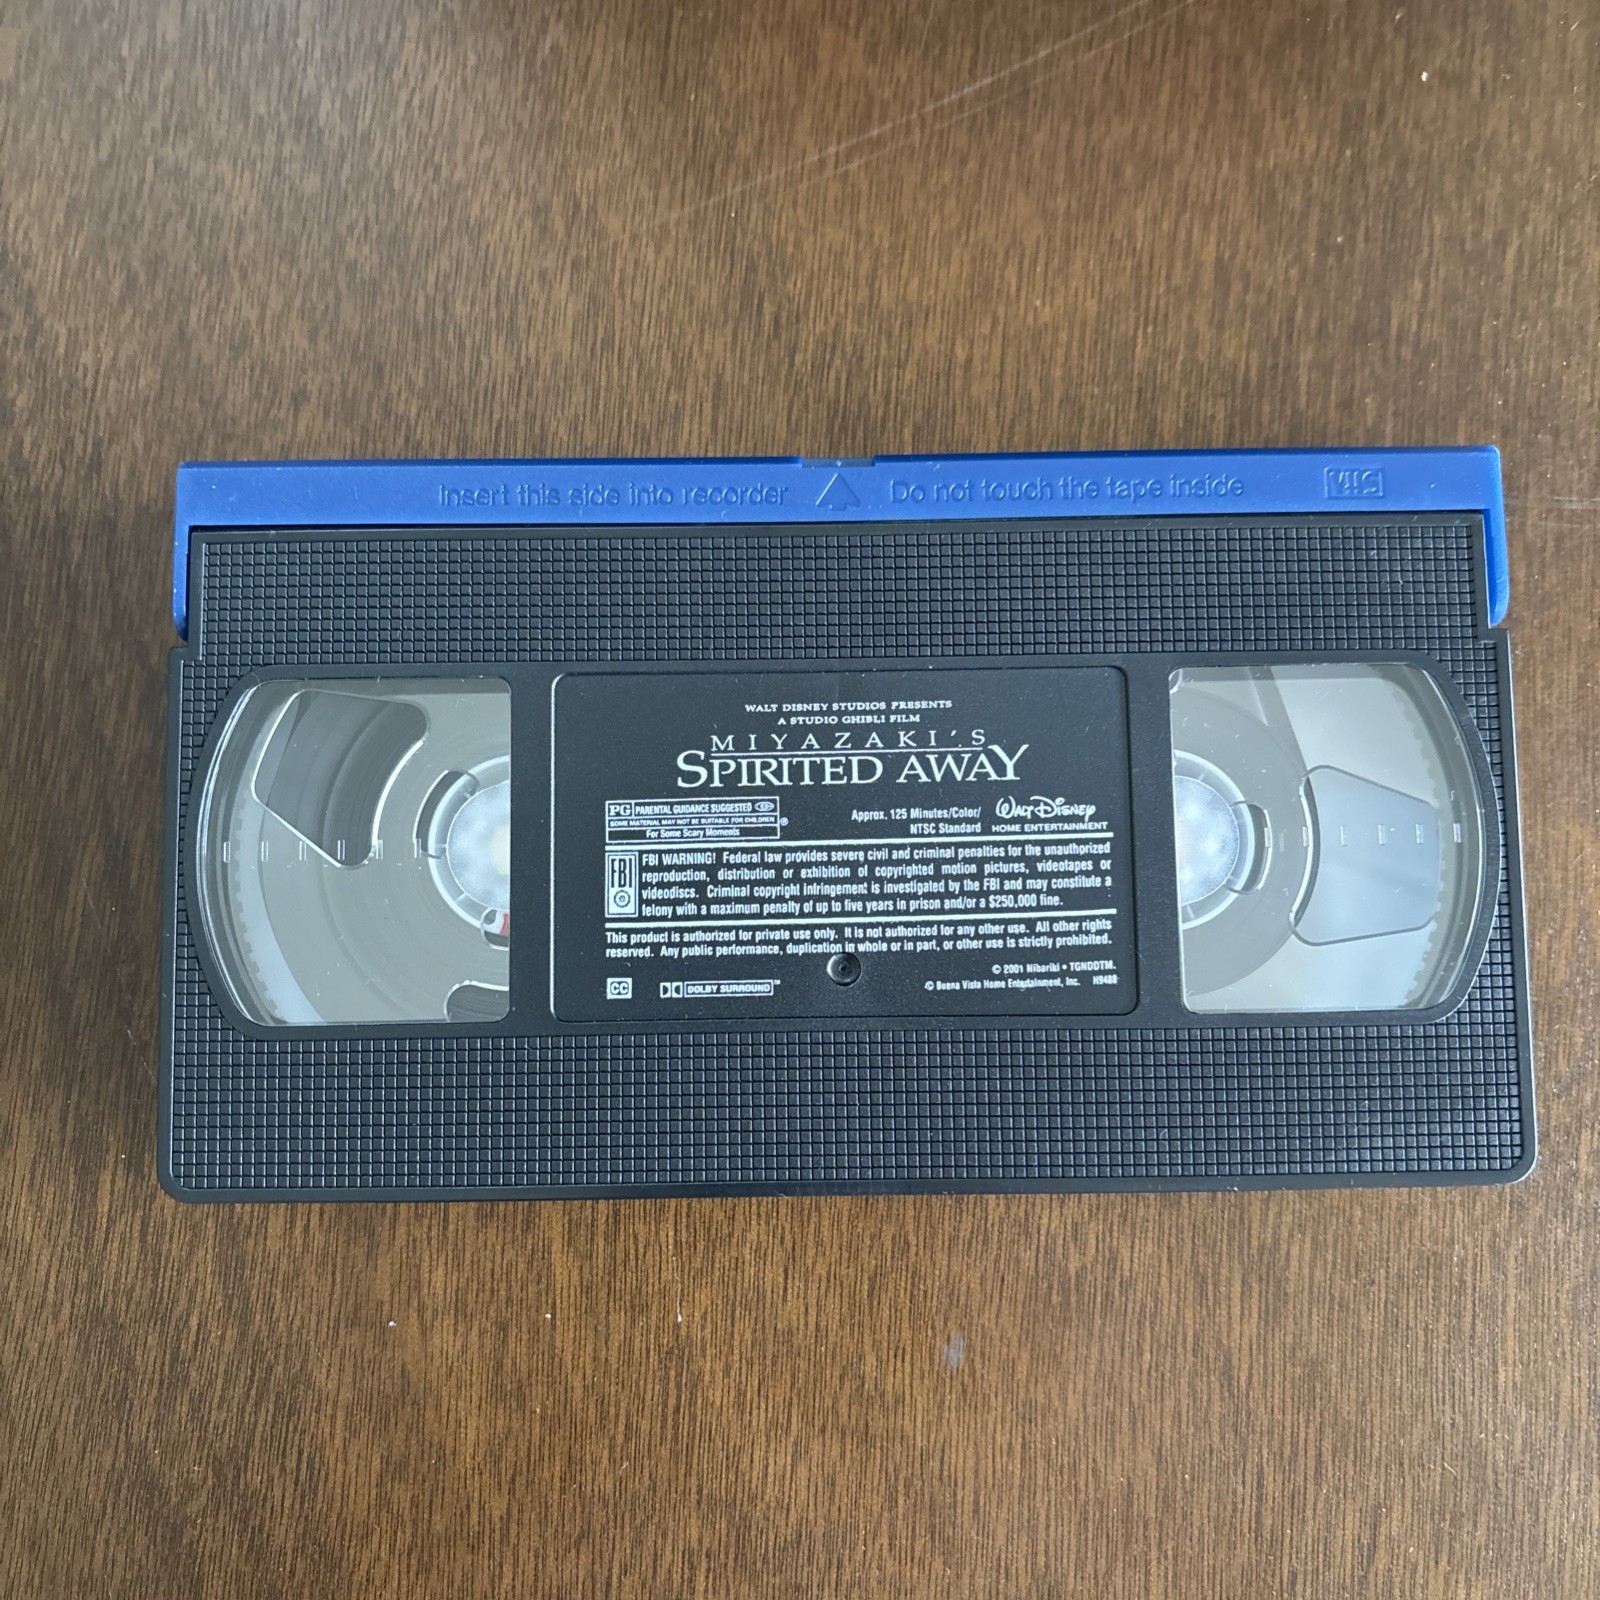 Insert this side into recorder Do not touch the tape inside VHS
WALT DISNEY STUDIOS PRESENTS
A STUDIO GHIBLI FILM
MIYAZAKI'S
SPIRITED AWAY
PG PARENTAL GUIDANCE SUGGESTED
SOME MATERIAL MAY NOT BE SUITABLE FOR CHILDREN ®
For Some Scary Moments
Approx. 125 Minutes/Color/
NTSC Standard
WALT DISNEY
HOME ENTERTAINMENT
FBI
FBI WARNING! Federal law provides severe civil and criminal penalties for the unauthorized
reproduction, distribution or exhibition of copyrighted motion pictures, videotapes or
videodiscs. Criminal copyright infringement is investigated by the FBI and may constitute a
felony with a maximum penalty of up to five years in prison and/or a $250,000 fine.
This product is authorized for private use only. It is not authorized for any other use. All other rights
reserved. Any public performance, duplication in whole or in part, or other use is strictly prohibited.
© 2001 Nibariki • TGNDDTM.
CC DOLBY SURROUND™ © Buena Vista Home Entertainment, Inc. H9488